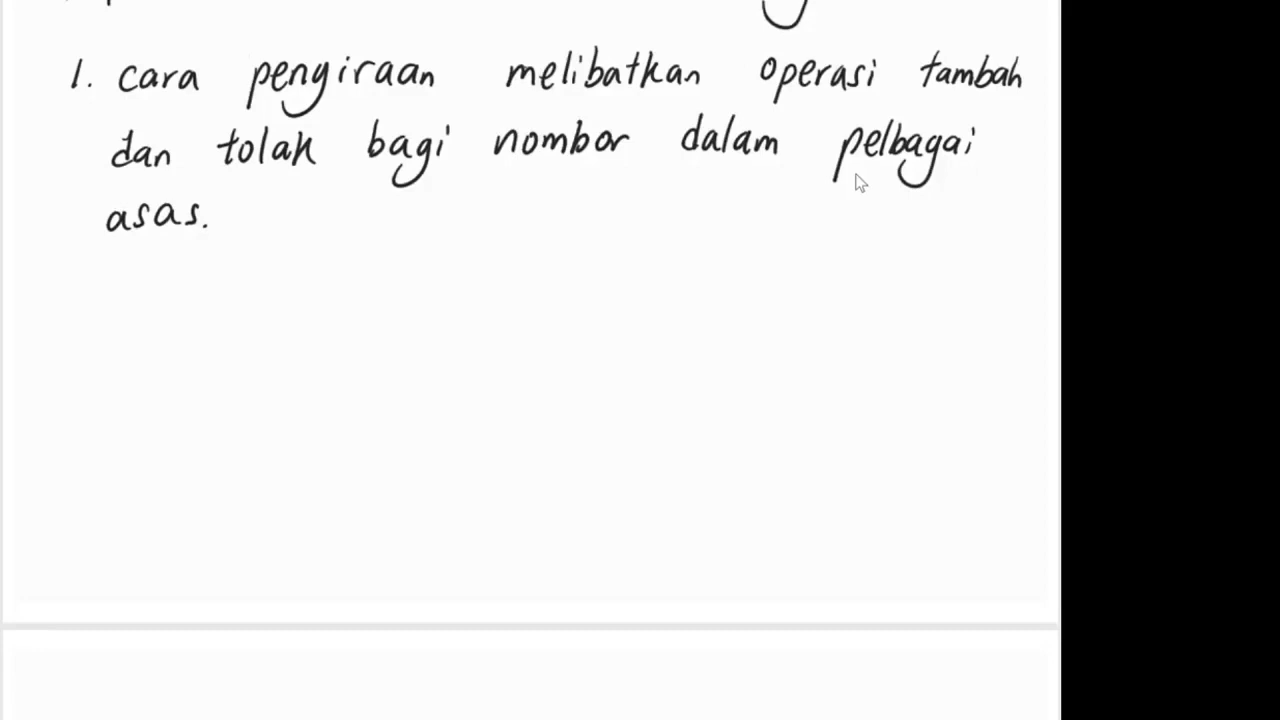 1. cara pengiraan melibatkan operasi tambah
dan tolak bagi nombor dalam pelbagai
asas.